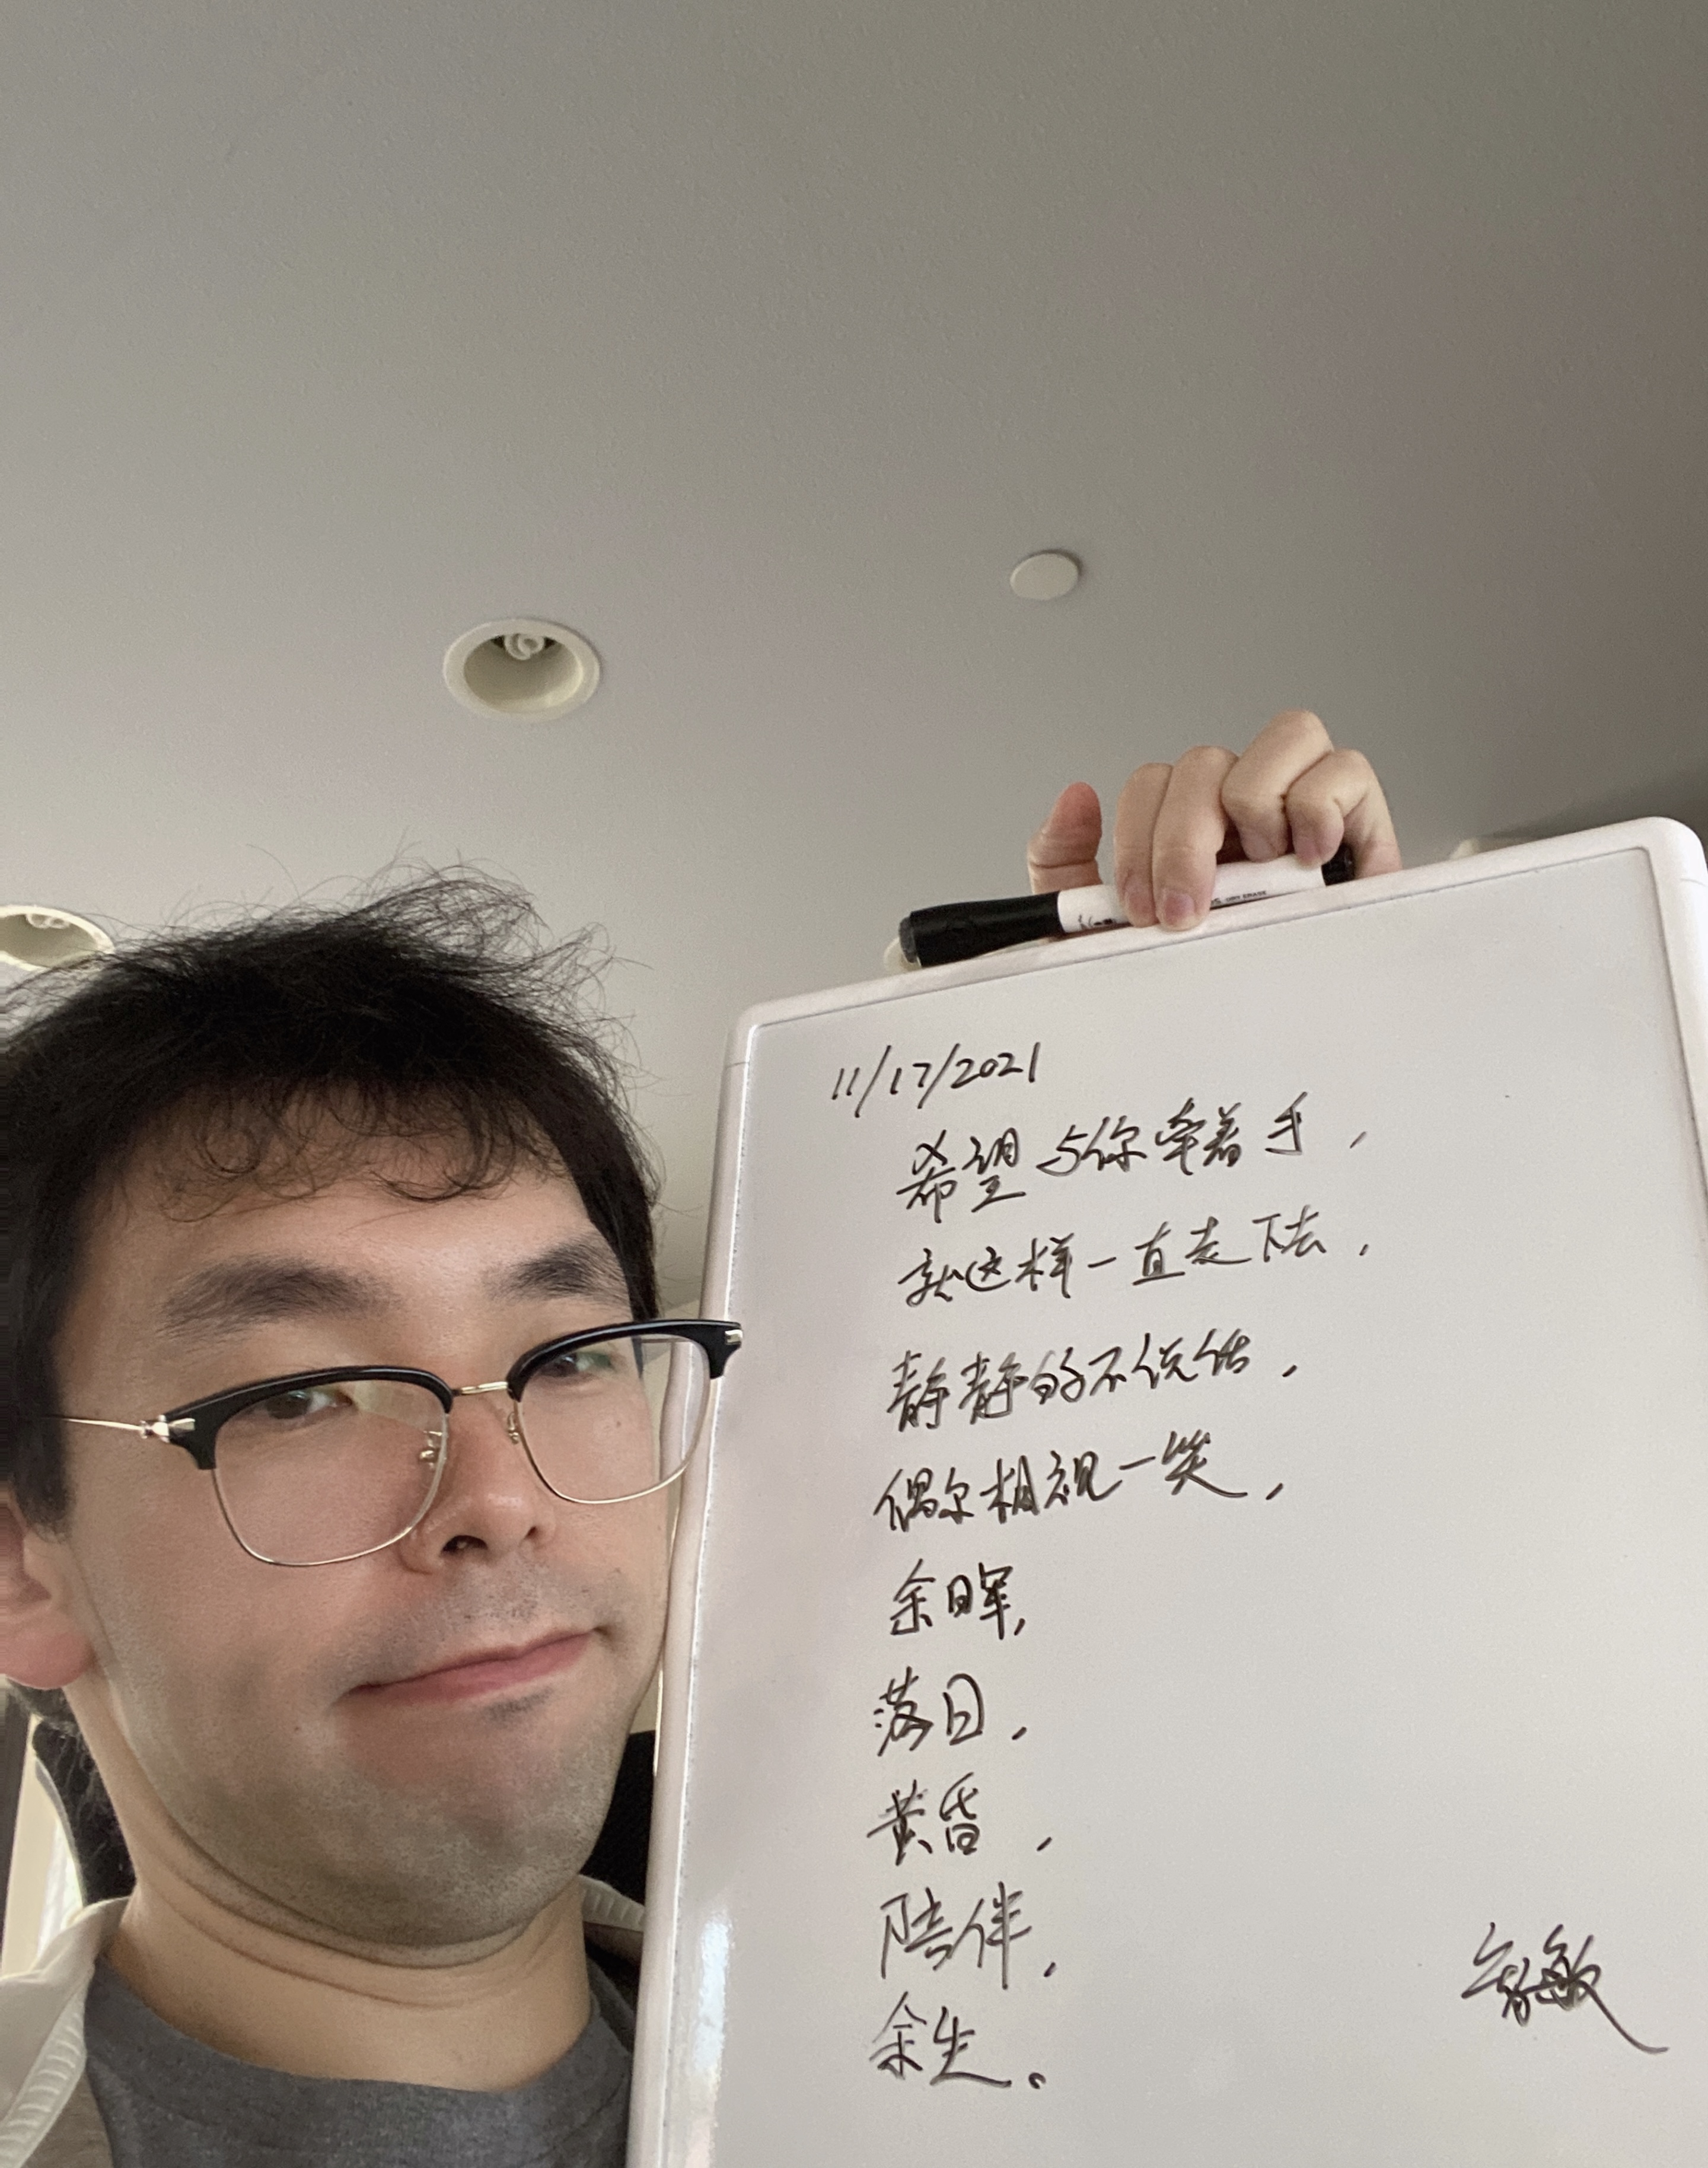 11/17/2021
希望与你牵着手，
就这样一直走下去，
静静的不说话，
偶尔相视一笑，
余晖，
落日，
黄昏，
陪伴，
余生。